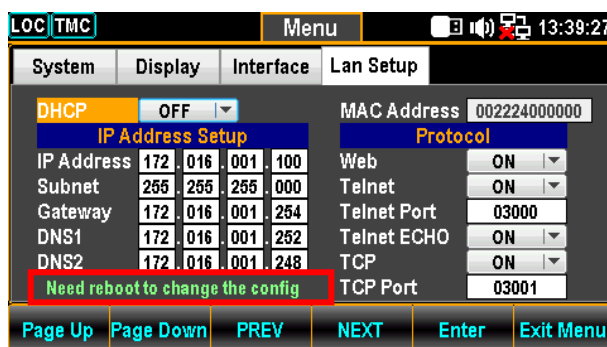 LOC TMC Menu 13:39:27
System Display Interface Lan Setup
DHCP OFF MAC Address 002224000000
IP Address Setup Protocol
IP Address 172 . 016 . 001 . 100 Web ON
Subnet 255 . 255 . 255 . 000 Telnet ON
Gateway 172 . 016 . 001 . 254 Telnet Port 03000
DNS1 172 . 016 . 001 . 252 Telnet ECHO ON
DNS2 172 . 016 . 001 . 248 TCP ON
Need reboot to change the config TCP Port 03001
Page Up Page Down PREV NEXT Enter Exit Menu